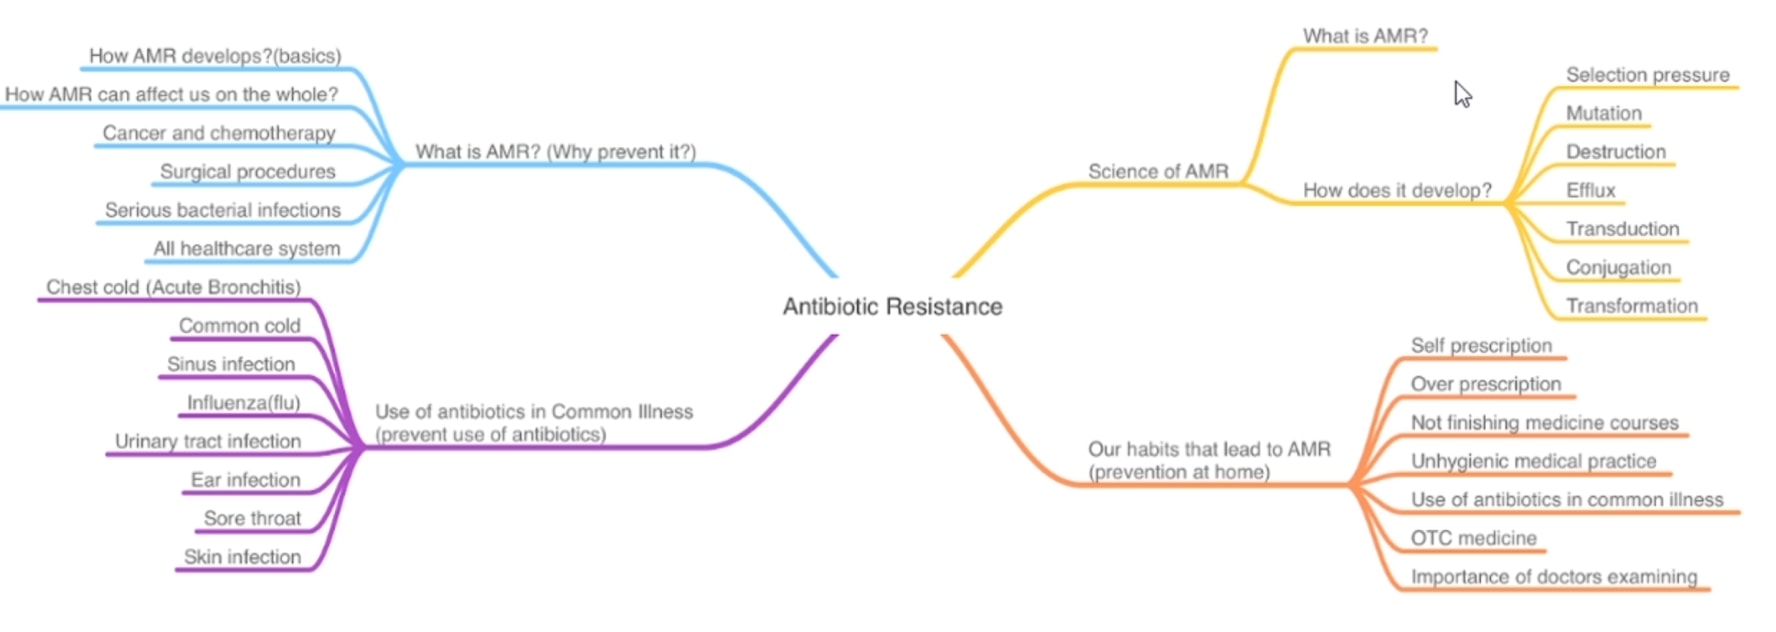 How AMR develops?(basics)
How AMR can affect us on the whole?
Cancer and chemotherapy
Surgical procedures
Serious bacterial infections
All healthcare system
What is AMR? (Why prevent it?)
Chest cold (Acute Bronchitis)
Common cold
Sinus infection
Influenza(flu)
Urinary tract infection
Ear infection
Sore throat
Skin infection
Use of antibiotics in Common Illness
(prevent use of antibiotics)
Antibiotic Resistance
Science of AMR
What is AMR?
How does it develop?
Selection pressure
Mutation
Destruction
Efflux
Transduction
Conjugation
Transformation
Our habits that lead to AMR
(prevention at home)
Self prescription
Over prescription
Not finishing medicine courses
Unhygienic medical practice
Use of antibiotics in common illness
OTC medicine
Importance of doctors examining